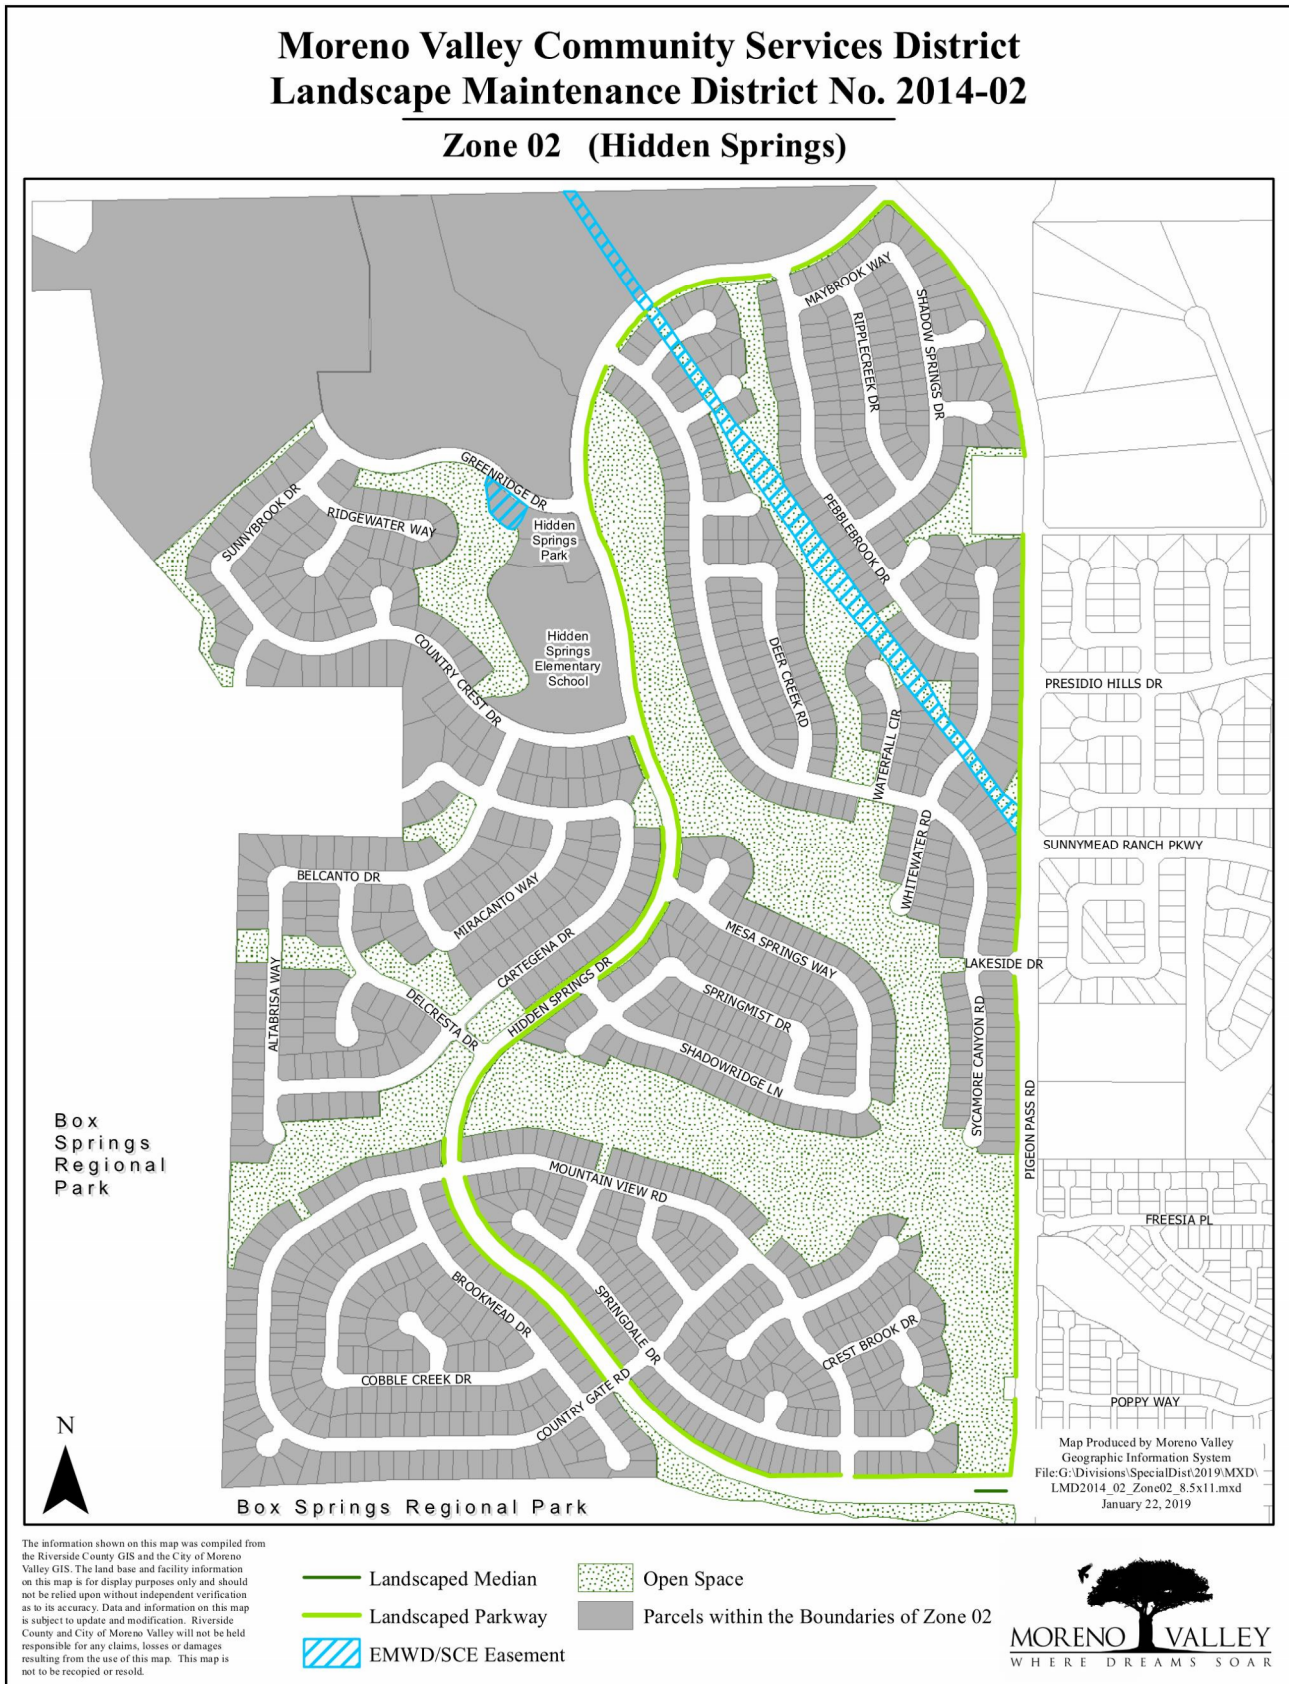 Moreno Valley Community Services District
Landscape Maintenance District No. 2014-02
Zone 02 (Hidden Springs)
MAYBROOK WAY
SHADOW SPRINGS DR
RIPPLECREEK DR
GREENRIDGE DR
SUNNYBROOK DR
RIDGEWATER WAY
Hidden
Springs
Park
PEBBLEBROOK DR
Hidden
Springs
Elementary
School
COUNTRY CREST DR
DEER CREEK RD
PRESIDIO HILLS DR
WATERFALL CIR
WHITEWATER RD
SUNNYMEAD RANCH PKWY
BELCANTO DR
MIRACANTO WAY
CARTEGENA DR
MESA SPRINGS WAY
LAKESIDE DR
ALTABRISA WAY
DELCRESTA DR
HIDDEN SPRINGS DR
SPRINGMIST DR
SHADOWRIDGE LN
SYCAMORE CANYON RD
PIGEON PASS RD
Box
Springs
Regional
Park
MOUNTAIN VIEW RD
FREESIA PL
BROOKMEAD DR
SPRINGDALE DR
CREST BROOK DR
COBBLE CREEK DR
COUNTRY GATE RD
POPPY WAY
N
Box Springs Regional Park
Map Produced by Moreno Valley
Geographic Information System
File:G:\Divisions\SpecialDist\2019\MXD\
LMD2014_02_Zone02_8.5x11.mxd
January 22, 2019
The information shown on this map was compiled from
the Riverside County GIS and the City of Moreno
Valley GIS. The land base and facility information
on this map is for display purposes only and should
not be relied upon without independent verification
as to its accuracy. Data and information on this map
is subject to update and modification. Riverside
County and City of Moreno Valley will not be held
responsible for any claims, losses or damages
resulting from the use of this map. This map is
not to be recopied or resold.
Landscaped Median
Landscaped Parkway
EMWD/SCE Easement
Open Space
Parcels within the Boundaries of Zone 02
MORENO VALLEY
WHERE DREAMS SOAR